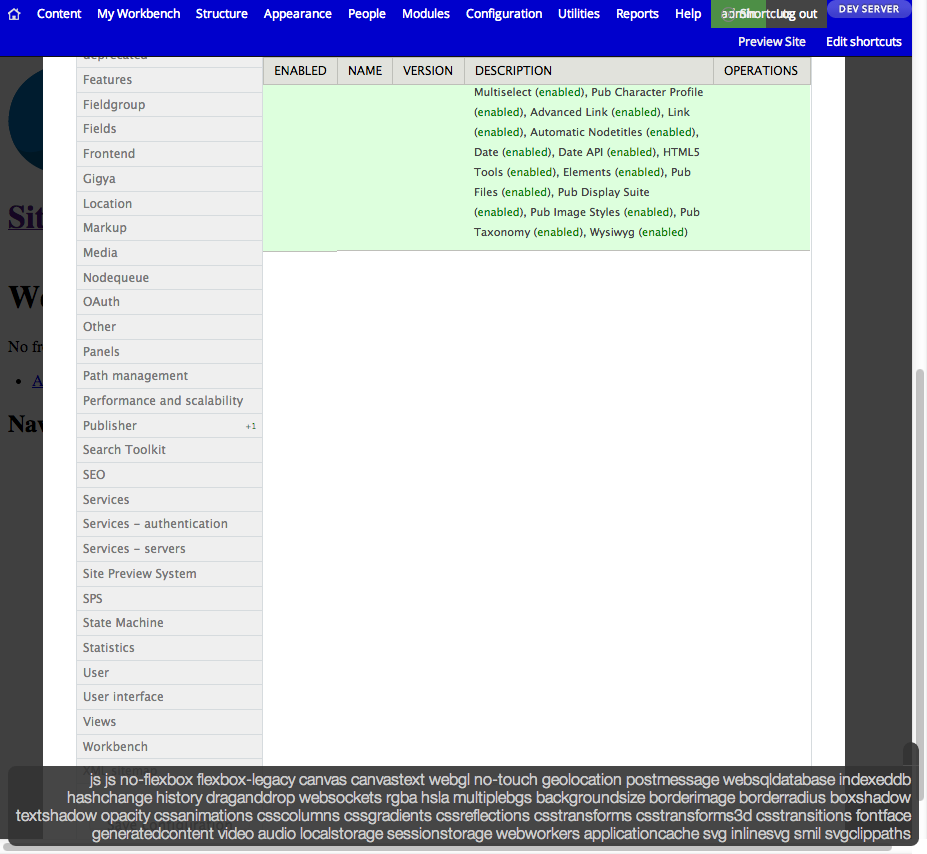 Content My Workbench Structure Appearance People Modules Configuration Utilities Reports Help admin Shortcuts Log out DEV SERVER
Preview Site Edit shortcuts
deprecated
ENABLED NAME VERSION DESCRIPTION OPERATIONS
Features
Fieldgroup
Fields
Frontend
Gigya
Location
Markup
Media
Nodequeue
OAuth
Other
Panels
Path management
Performance and scalability
Publisher +1
Search Toolkit
SEO
Services
Services – authentication
Services – servers
Site Preview System
SPS
State Machine
Statistics
User
User interface
Views
Workbench
Multiselect (enabled), Pub Character Profile
(enabled), Advanced Link (enabled), Link
(enabled), Automatic Nodetitles (enabled),
Date (enabled), Date API (enabled), HTML5
Tools (enabled), Elements (enabled), Pub
Files (enabled), Pub Display Suite
(enabled), Pub Image Styles (enabled), Pub
Taxonomy (enabled), Wysiwyg (enabled)
Sit
No fr
A
Nav
js js no-flexbox flexbox-legacy canvas canvastext webgl no-touch geolocation postmessage websqldatabase indexeddb
hashchange history draganddrop websockets rgba hsla multiplebgs backgroundsize borderimage borderradius boxshadow
textshadow opacity cssanimations csscolumns cssgradients cssreflections csstransforms csstransforms3d csstransitions fontface
generatedcontent video audio localstorage sessionstorage webworkers applicationcache svg inlinesvg smil svgclippaths